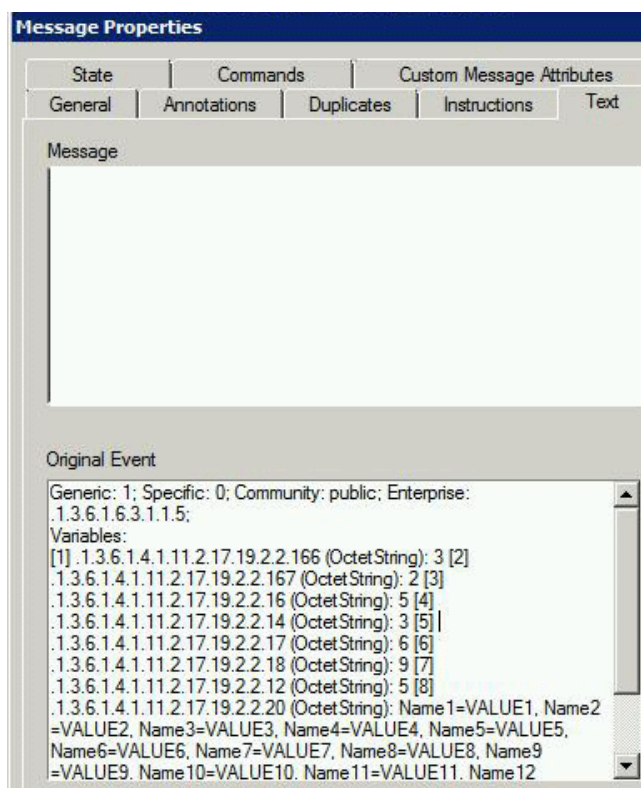 Message Properties
State
Commands
Custom Message Attributes
General
Annotations
Duplicates
Instructions
Text
Message
Original Event
Generic: 1; Specific: 0; Community: public; Enterprise:
.1.3.6.1.6.3.1.1.5;
Variables:
[1] .1.3.6.1.4.1.11.2.17.19.2.2.166 (OctetString): 3 [2]
.1.3.6.1.4.1.11.2.17.19.2.2.167 (OctetString): 2 [3]
.1.3.6.1.4.1.11.2.17.19.2.2.16 (OctetString): 5 [4]
.1.3.6.1.4.1.11.2.17.19.2.2.14 (OctetString): 3 [5]
.1.3.6.1.4.1.11.2.17.19.2.2.17 (OctetString): 6 [6]
.1.3.6.1.4.1.11.2.17.19.2.2.18 (OctetString): 9 [7]
.1.3.6.1.4.1.11.2.17.19.2.2.12 (OctetString): 5 [8]
.1.3.6.1.4.1.11.2.17.19.2.2.20 (OctetString): Name1=VALUE1, Name2
=VALUE2, Name3=VALUE3, Name4=VALUE4, Name5=VALUE5,
Name6=VALUE6, Name7=VALUE7, Name8=VALUE8, Name9
=VALUE9, Name10=VALUE10, Name11=VALUE11, Name12